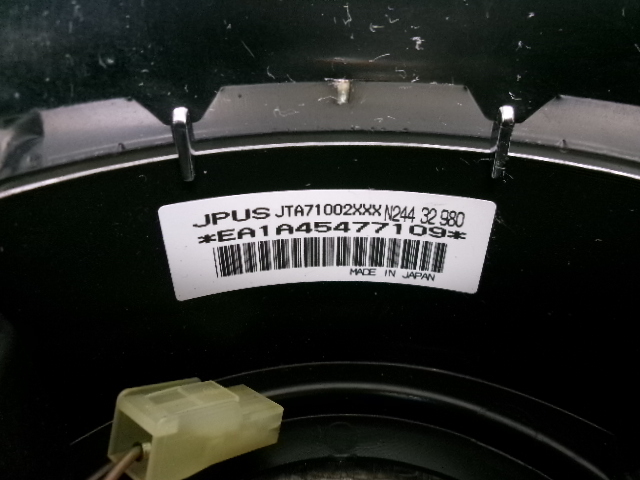 JPUS JTA71002XXX N244 32 980
*EA1A45477109*
MADE IN JAPAN